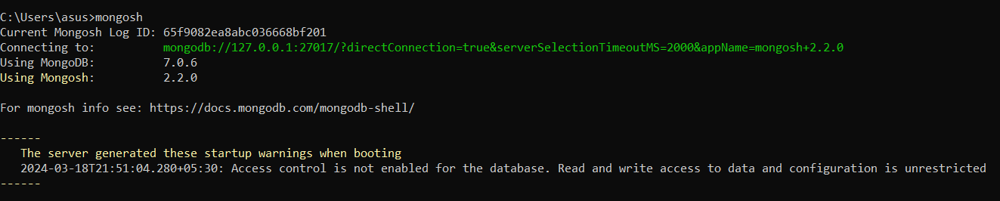 C:\Users\asus>mongosh
Current Mongosh Log ID: 65f9082ea8abc036668bf201
Connecting to:          mongodb://127.0.0.1:27017/?directConnection=true&serverSelectionTimeoutMS=2000&appName=mongosh+2.2.0
Using MongoDB:          7.0.6
Using Mongosh:          2.2.0
For mongosh info see: https://docs.mongodb.com/mongodb-shell/
------
   The server generated these startup warnings when booting
   2024-03-18T21:51:04.280+05:30: Access control is not enabled for the database. Read and write access to data and configuration is unrestricted
------